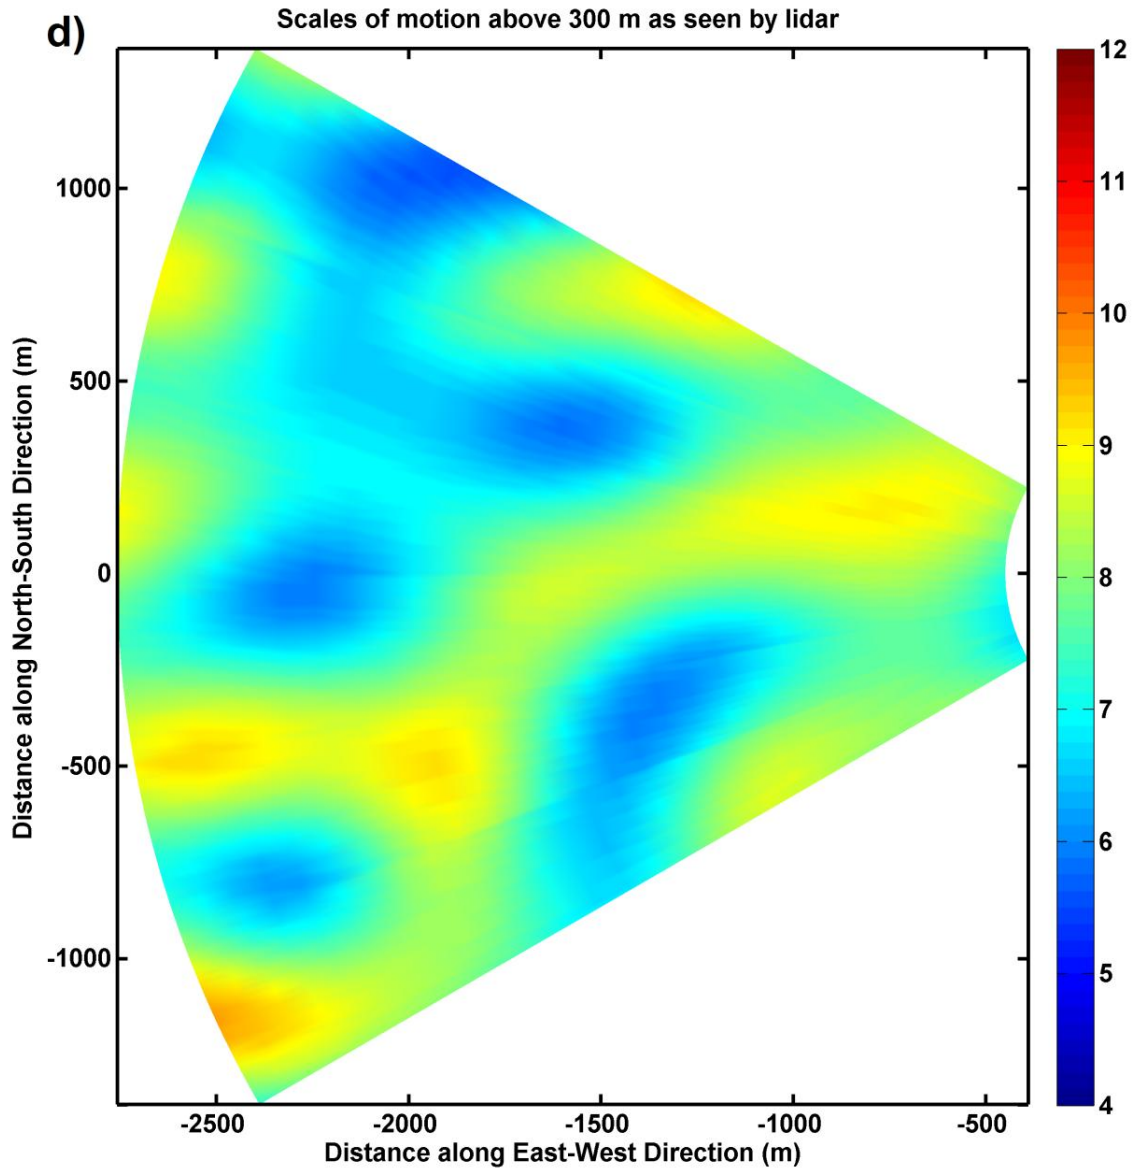 d)
Scales of motion above 300 m as seen by lidar
Distance along North-South Direction (m)
1000
500
0
-500
-1000
-2500 -2000 -1500 -1000 -500
Distance along East-West Direction (m)
12
11
10
9
8
7
6
5
4